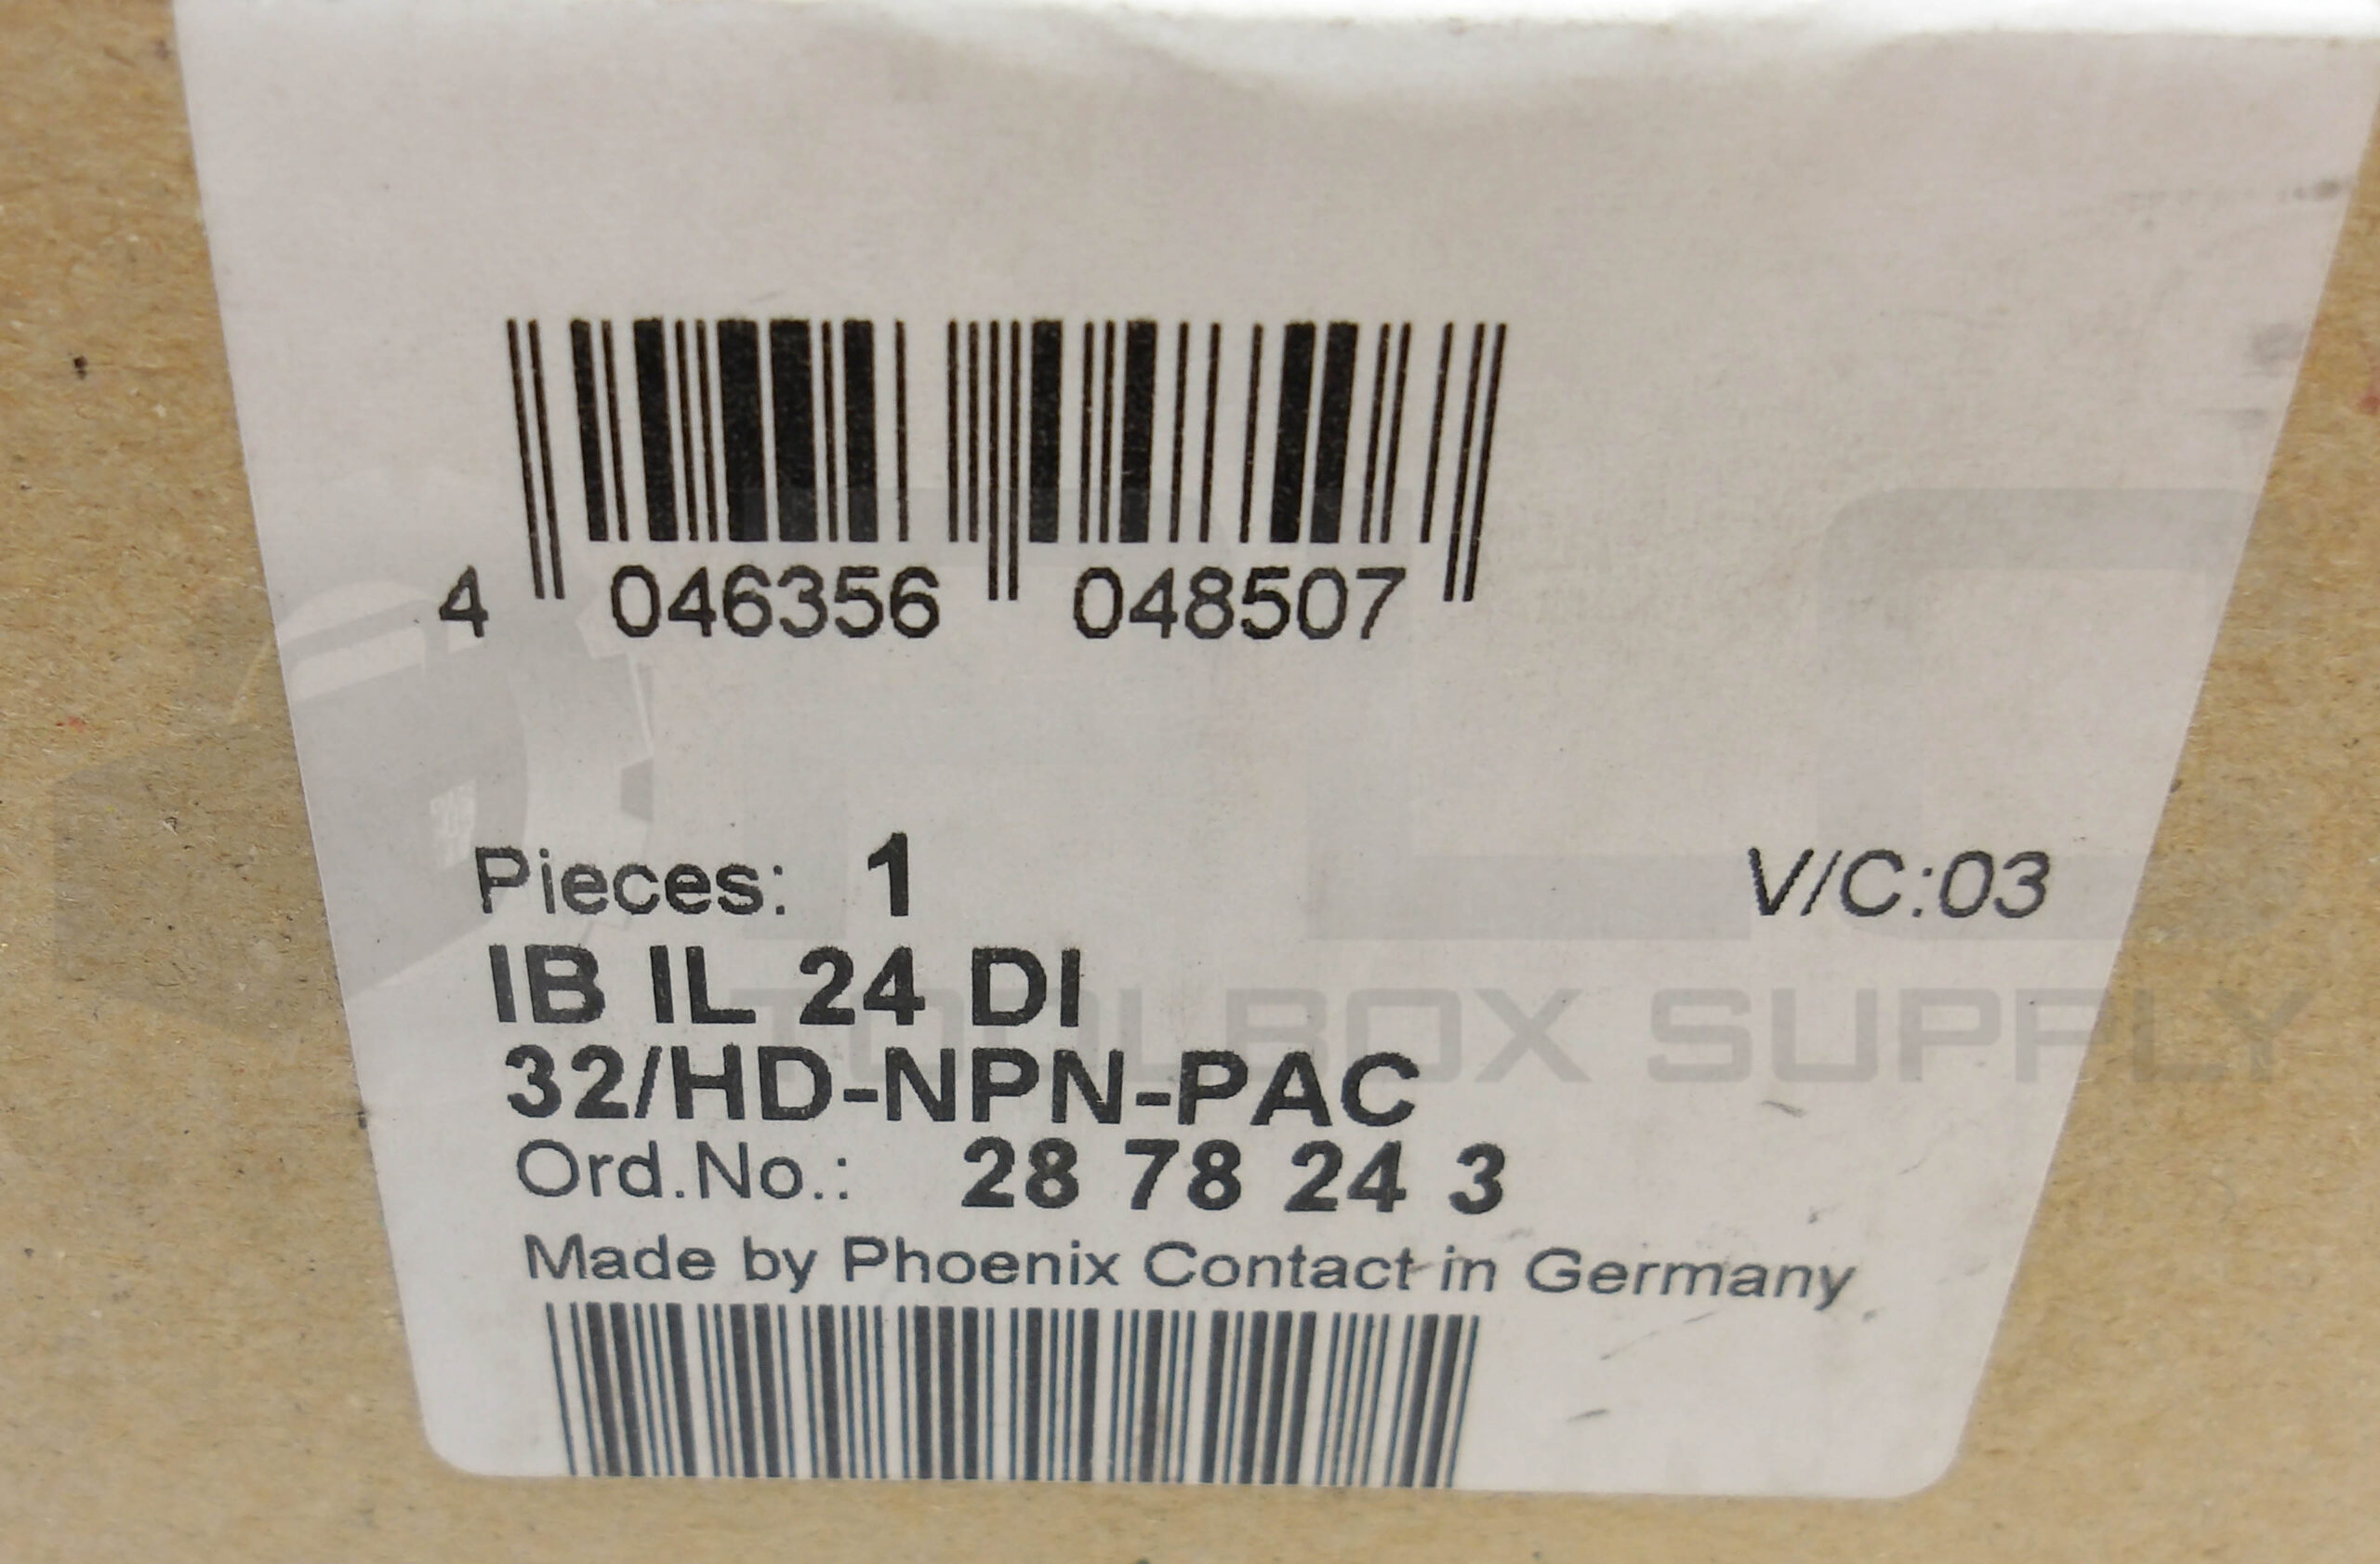 4 046356 048507
Pieces: 1 V/C:03
IB IL 24 DI
32/HD-NPN-PAC
Ord.No.: 28 78 24 3
Made by Phoenix Contact in Germany
PLC
TOOLBOX SUPPLY